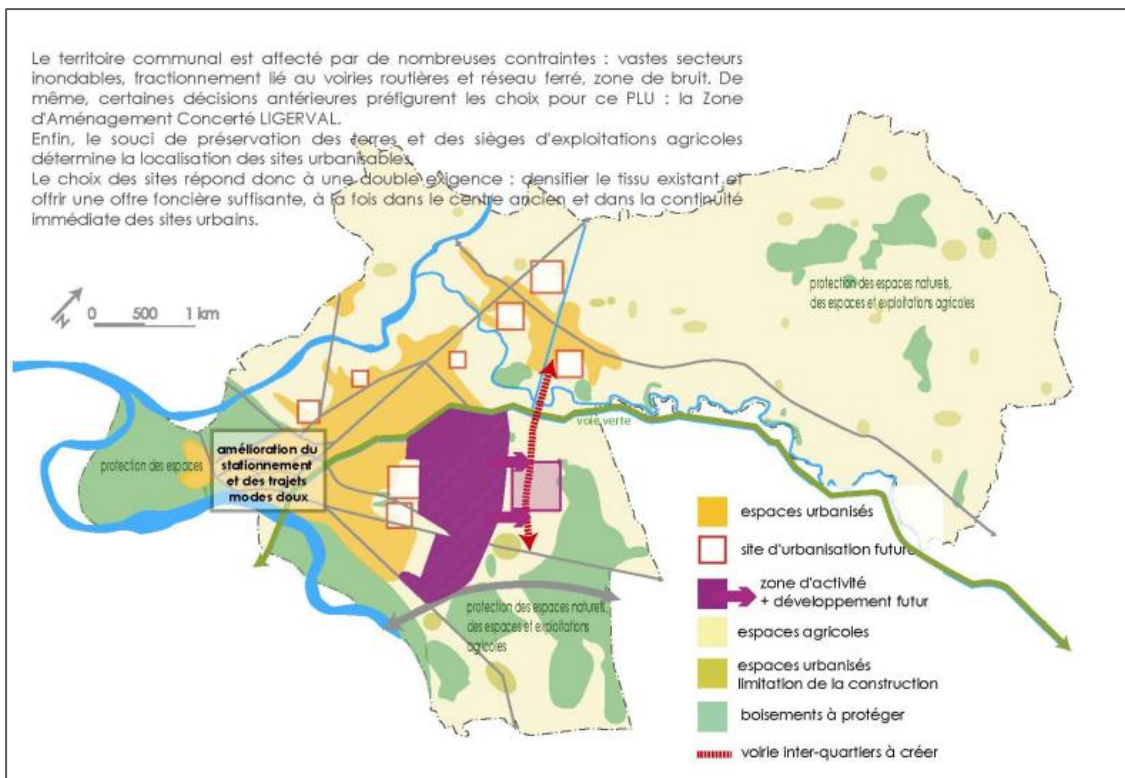 Le territoire communal est affecté par de nombreuses contraintes : vastes secteurs
inondables, fractionnement lié au voiries routières et réseau ferré, zone de bruit. De
même, certaines décisions antérieures préfigurent les choix pour ce PLU : la Zone
d'Aménagement Concerté LIGERVAL.
Enfin, le souci de préservation des terres et des sièges d'exploitations agricoles
détermine la localisation des sites urbanisables.
Le choix des sites répond donc à une double exigence : densifier le tissu existant et
offrir une offre foncière suffisante, à la fois dans le centre ancien et dans la continuité
immédiate des sites urbains.
protection des espaces naturels,
des espaces et exploitations agricoles
N
0 500 1 km
voie verte
protection des espaces
amélioration du
stationnement
et des trajets
modes doux
protection des espaces naturels,
des espaces et exploitations
agricoles
espaces urbanisés
site d'urbanisation future
zone d'activité
+ développement futur
espaces agricoles
espaces urbanisés
limitation de la construction
boisements à protéger
voirie inter-quartiers à créer